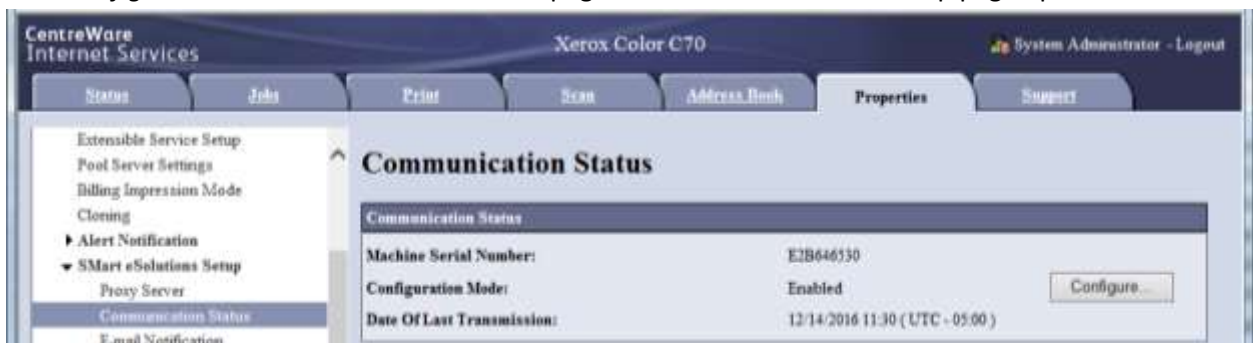 CentreWare
Internet Services
Xerox Color C70
System Administrator - Logout
Status
Jobs
Print
Scan
Address Book
Properties
Support
Extensible Service Setup
Pool Server Settings
Billing Impression Mode
Cloning
Alert Notification
SMart eSolutions Setup
Proxy Server
Communication Status
E-mail Notification
Communication Status
Communication Status
Machine Serial Number: E2B646530
Configuration Mode: Enabled
Configure...
Date Of Last Transmission: 12/14/2016 11:30 ( UTC - 05:00 )